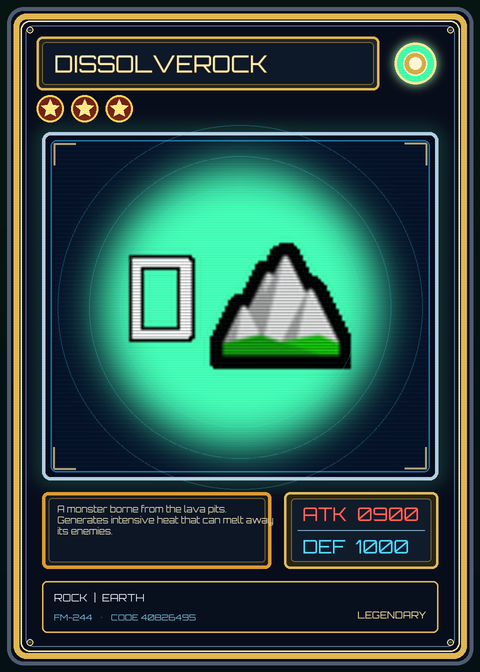 DISSOLVEROCK
A monster borne from the lava pits.
Generates intensive heat that can melt away
its enemies.
ATK 0900
DEF 1000
ROCK | EARTH
FM-244 · CODE 40826495
LEGENDARY